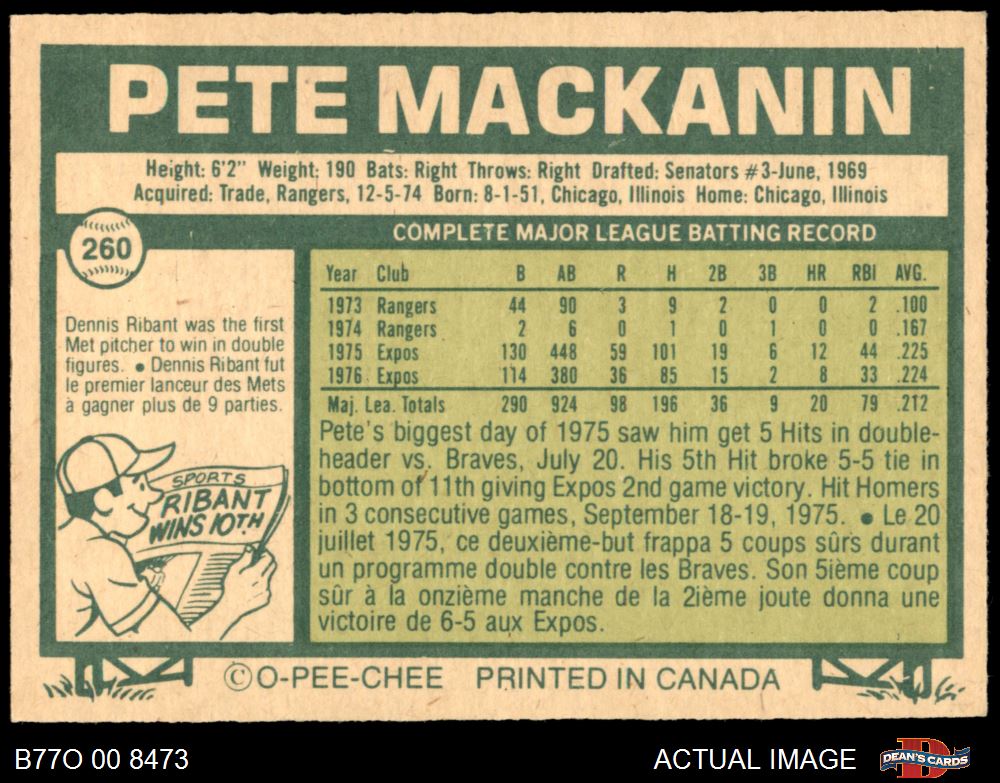 PETE MACKANIN
Height: 6'2" Weight: 190 Bats: Right Throws: Right Drafted: Senators #3-June, 1969
Acquired: Trade, Rangers, 12-5-74 Born: 8-1-51, Chicago, Illinois Home: Chicago, Illinois
260
COMPLETE MAJOR LEAGUE BATTING RECORD
Dennis Ribant was the first
Met pitcher to win in double
figures. ● Dennis Ribant fut
le premier lanceur des Mets
à gagner plus de 9 parties.
SPORTS
RIBANT
WINS 10TH
Year Club B AB R H 2B 3B HR RBI AVG.
1973 Rangers 44 90 3 9 2 0 0 2 .100
1974 Rangers 2 6 0 1 0 1 0 0 .167
1975 Expos 130 448 59 101 19 6 12 44 .225
1976 Expos 114 380 36 85 15 2 8 33 .224
Maj. Lea. Totals 290 924 98 196 36 9 20 79 .212
Pete's biggest day of 1975 saw him get 5 Hits in double-
header vs. Braves, July 20. His 5th Hit broke 5-5 tie in
bottom of 11th giving Expos 2nd game victory. Hit Homers
in 3 consecutive games, September 18-19, 1975. ● Le 20
juillet 1975, ce deuxième-but frappa 5 coups sûrs durant
un programme double contre les Braves. Son 5ième coup
sûr à la onzième manche de la 2ième joute donna une
victoire de 6-5 aux Expos.
© O-PEE-CHEE PRINTED IN CANADA
B77O 00 8473
ACTUAL IMAGE
DEAN'S CARDS